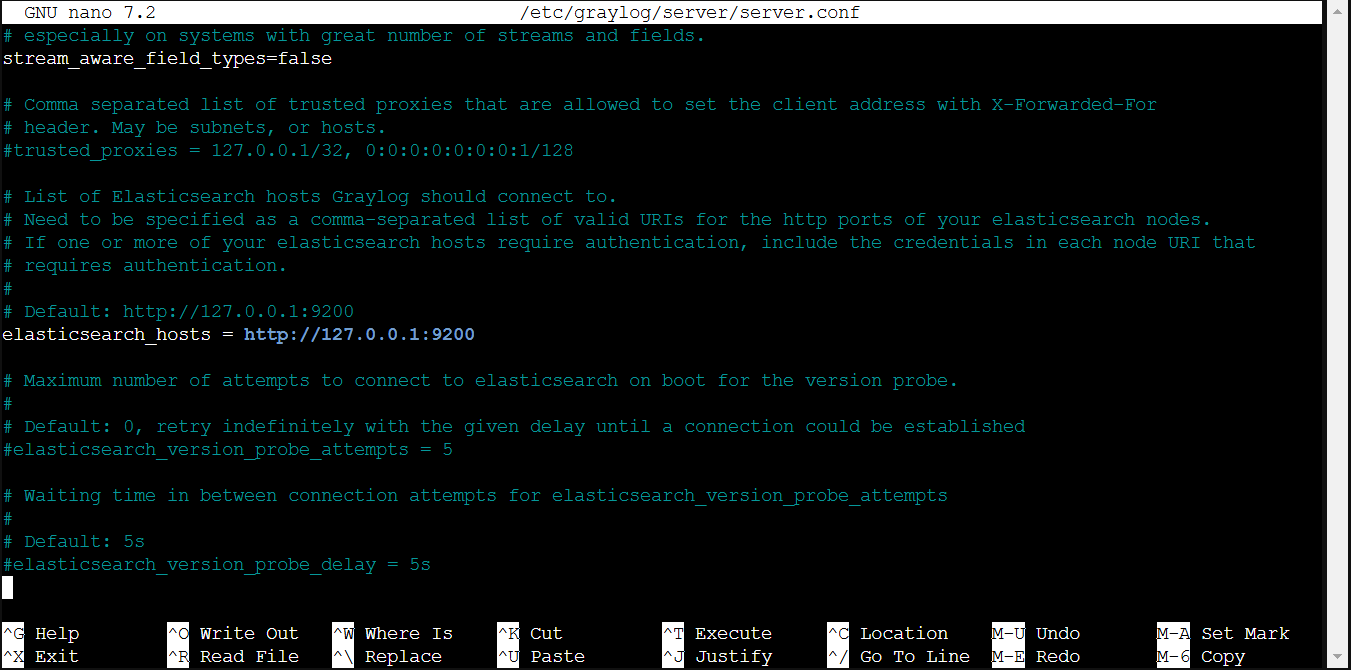 GNU nano 7.2 /etc/graylog/server/server.conf
# especially on systems with great number of streams and fields.
stream_aware_field_types=false
# Comma separated list of trusted proxies that are allowed to set the client address with X-Forwarded-For
# header. May be subnets, or hosts.
#trusted_proxies = 127.0.0.1/32, 0:0:0:0:0:0:0:1/128
# List of Elasticsearch hosts Graylog should connect to.
# Need to be specified as a comma-separated list of valid URIs for the http ports of your elasticsearch nodes.
# If one or more of your elasticsearch hosts require authentication, include the credentials in each node URI that
# requires authentication.
#
# Default: http://127.0.0.1:9200
elasticsearch_hosts = http://127.0.0.1:9200
# Maximum number of attempts to connect to elasticsearch on boot for the version probe.
#
# Default: 0, retry indefinitely with the given delay until a connection could be established
#elasticsearch_version_probe_attempts = 5
# Waiting time in between connection attempts for elasticsearch_version_probe_attempts
#
# Default: 5s
#elasticsearch_version_probe_delay = 5s
^G Help ^O Write Out ^W Where Is ^K Cut ^T Execute ^C Location M-U Undo M-A Set Mark
^X Exit ^R Read File ^\ Replace ^U Paste ^J Justify ^/ Go To Line M-E Redo M-6 Copy